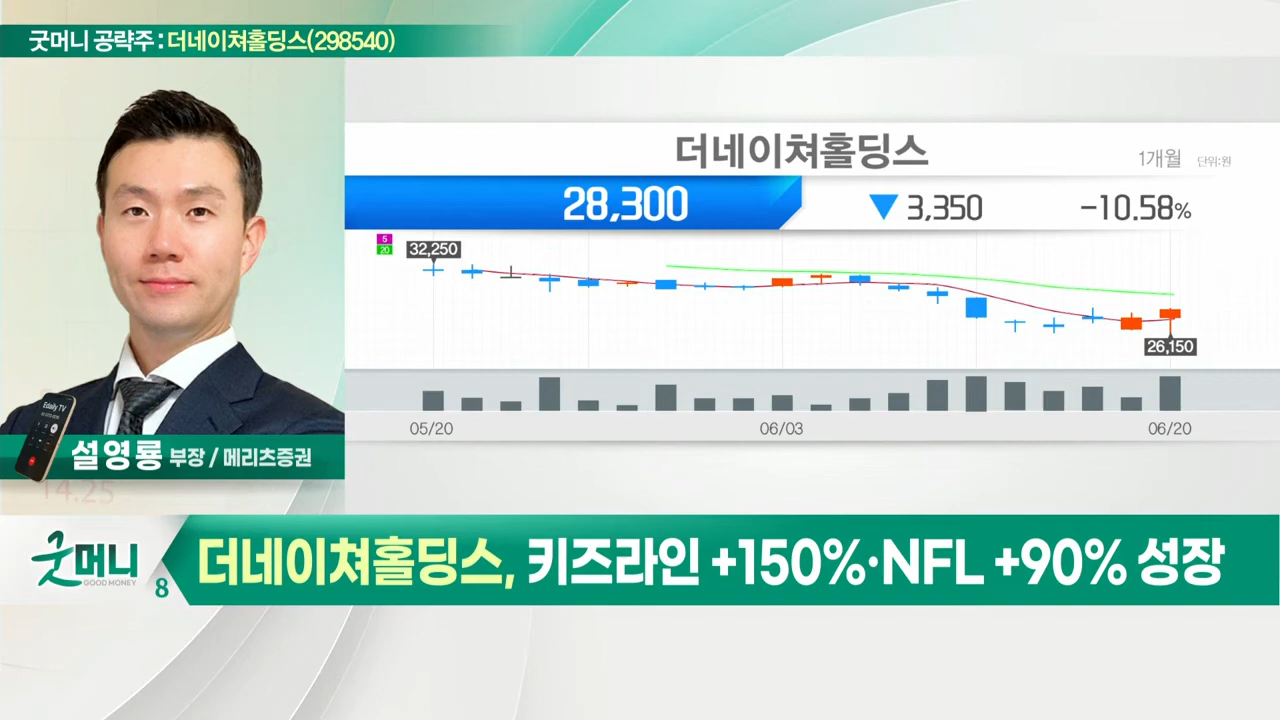 굿머니 공략주 : 더네이쳐홀딩스(298540)
더네이쳐홀딩스
1개월 단위:원
28,300 ▼ 3,350 -10.58%
5
20
32,250
26,150
05/20 06/03 06/20
Edaily TV
설영룡 부장 / 메리츠증권
14.25
굿머니
GOOD MONEY
8
더네이쳐홀딩스, 키즈라인 +150%·NFL +90% 성장